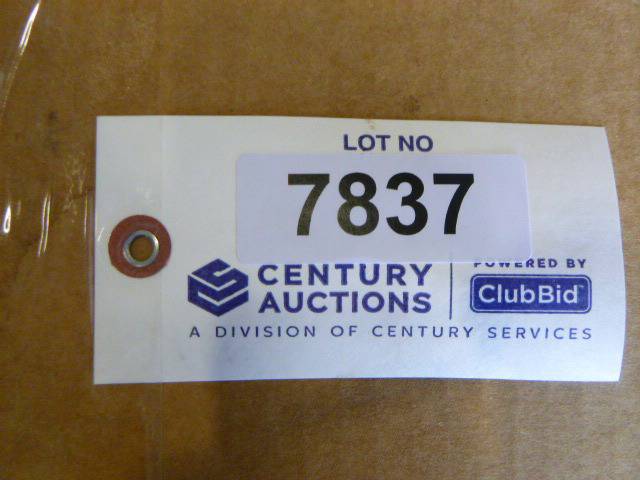 LOT NO
7837
CENTURY
AUCTIONS
POWERED BY
ClubBid
A DIVISION OF CENTURY SERVICES